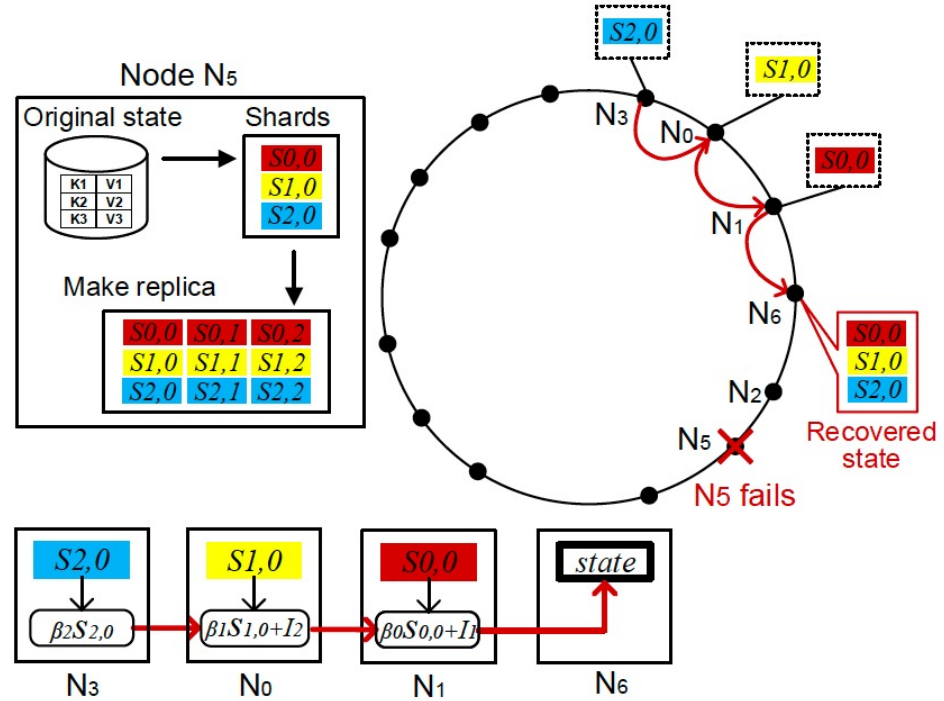 Node N5
Original state
Shards
K1 V1
K2 V2
K3 V3
S0,0
S1,0
S2,0
Make replica
S0,0 S0,1 S0,2
S1,0 S1,1 S1,2
S2,0 S2,1 S2,2
S2,0
S1,0
S0,0
N3
N0
N1
N6
N2
N5
N5 fails
S0,0
S1,0
S2,0
Recovered
state
S2,0
S1,0
S0,0
state
β2S2,0
β1S1,0+I2
β0S0,0+I1
N3
N0
N1
N6